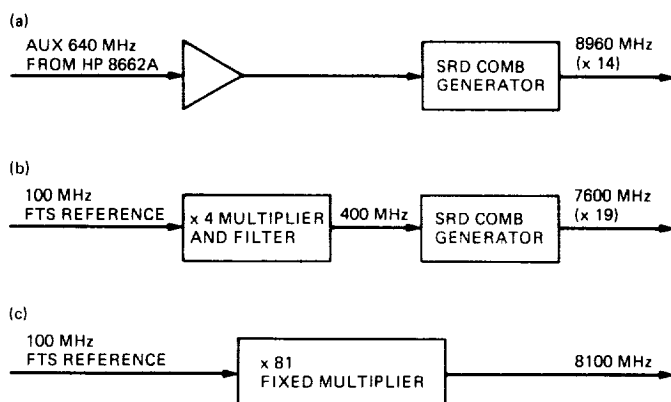 (a)
AUX 640 MHz
FROM HP 8662A
SRD COMB
GENERATOR
8960 MHz
(x 14)
(b)
100 MHz
FTS REFERENCE
x 4 MULTIPLIER
AND FILTER
400 MHz
SRD COMB
GENERATOR
7600 MHz
(x 19)
(c)
100 MHz
FTS REFERENCE
x 81
FIXED MULTIPLIER
8100 MHz